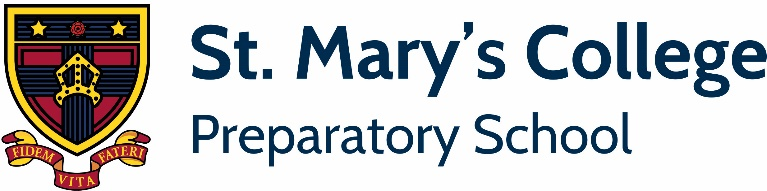 St. Mary's College
Preparatory School
FIDEM VITA FATERI